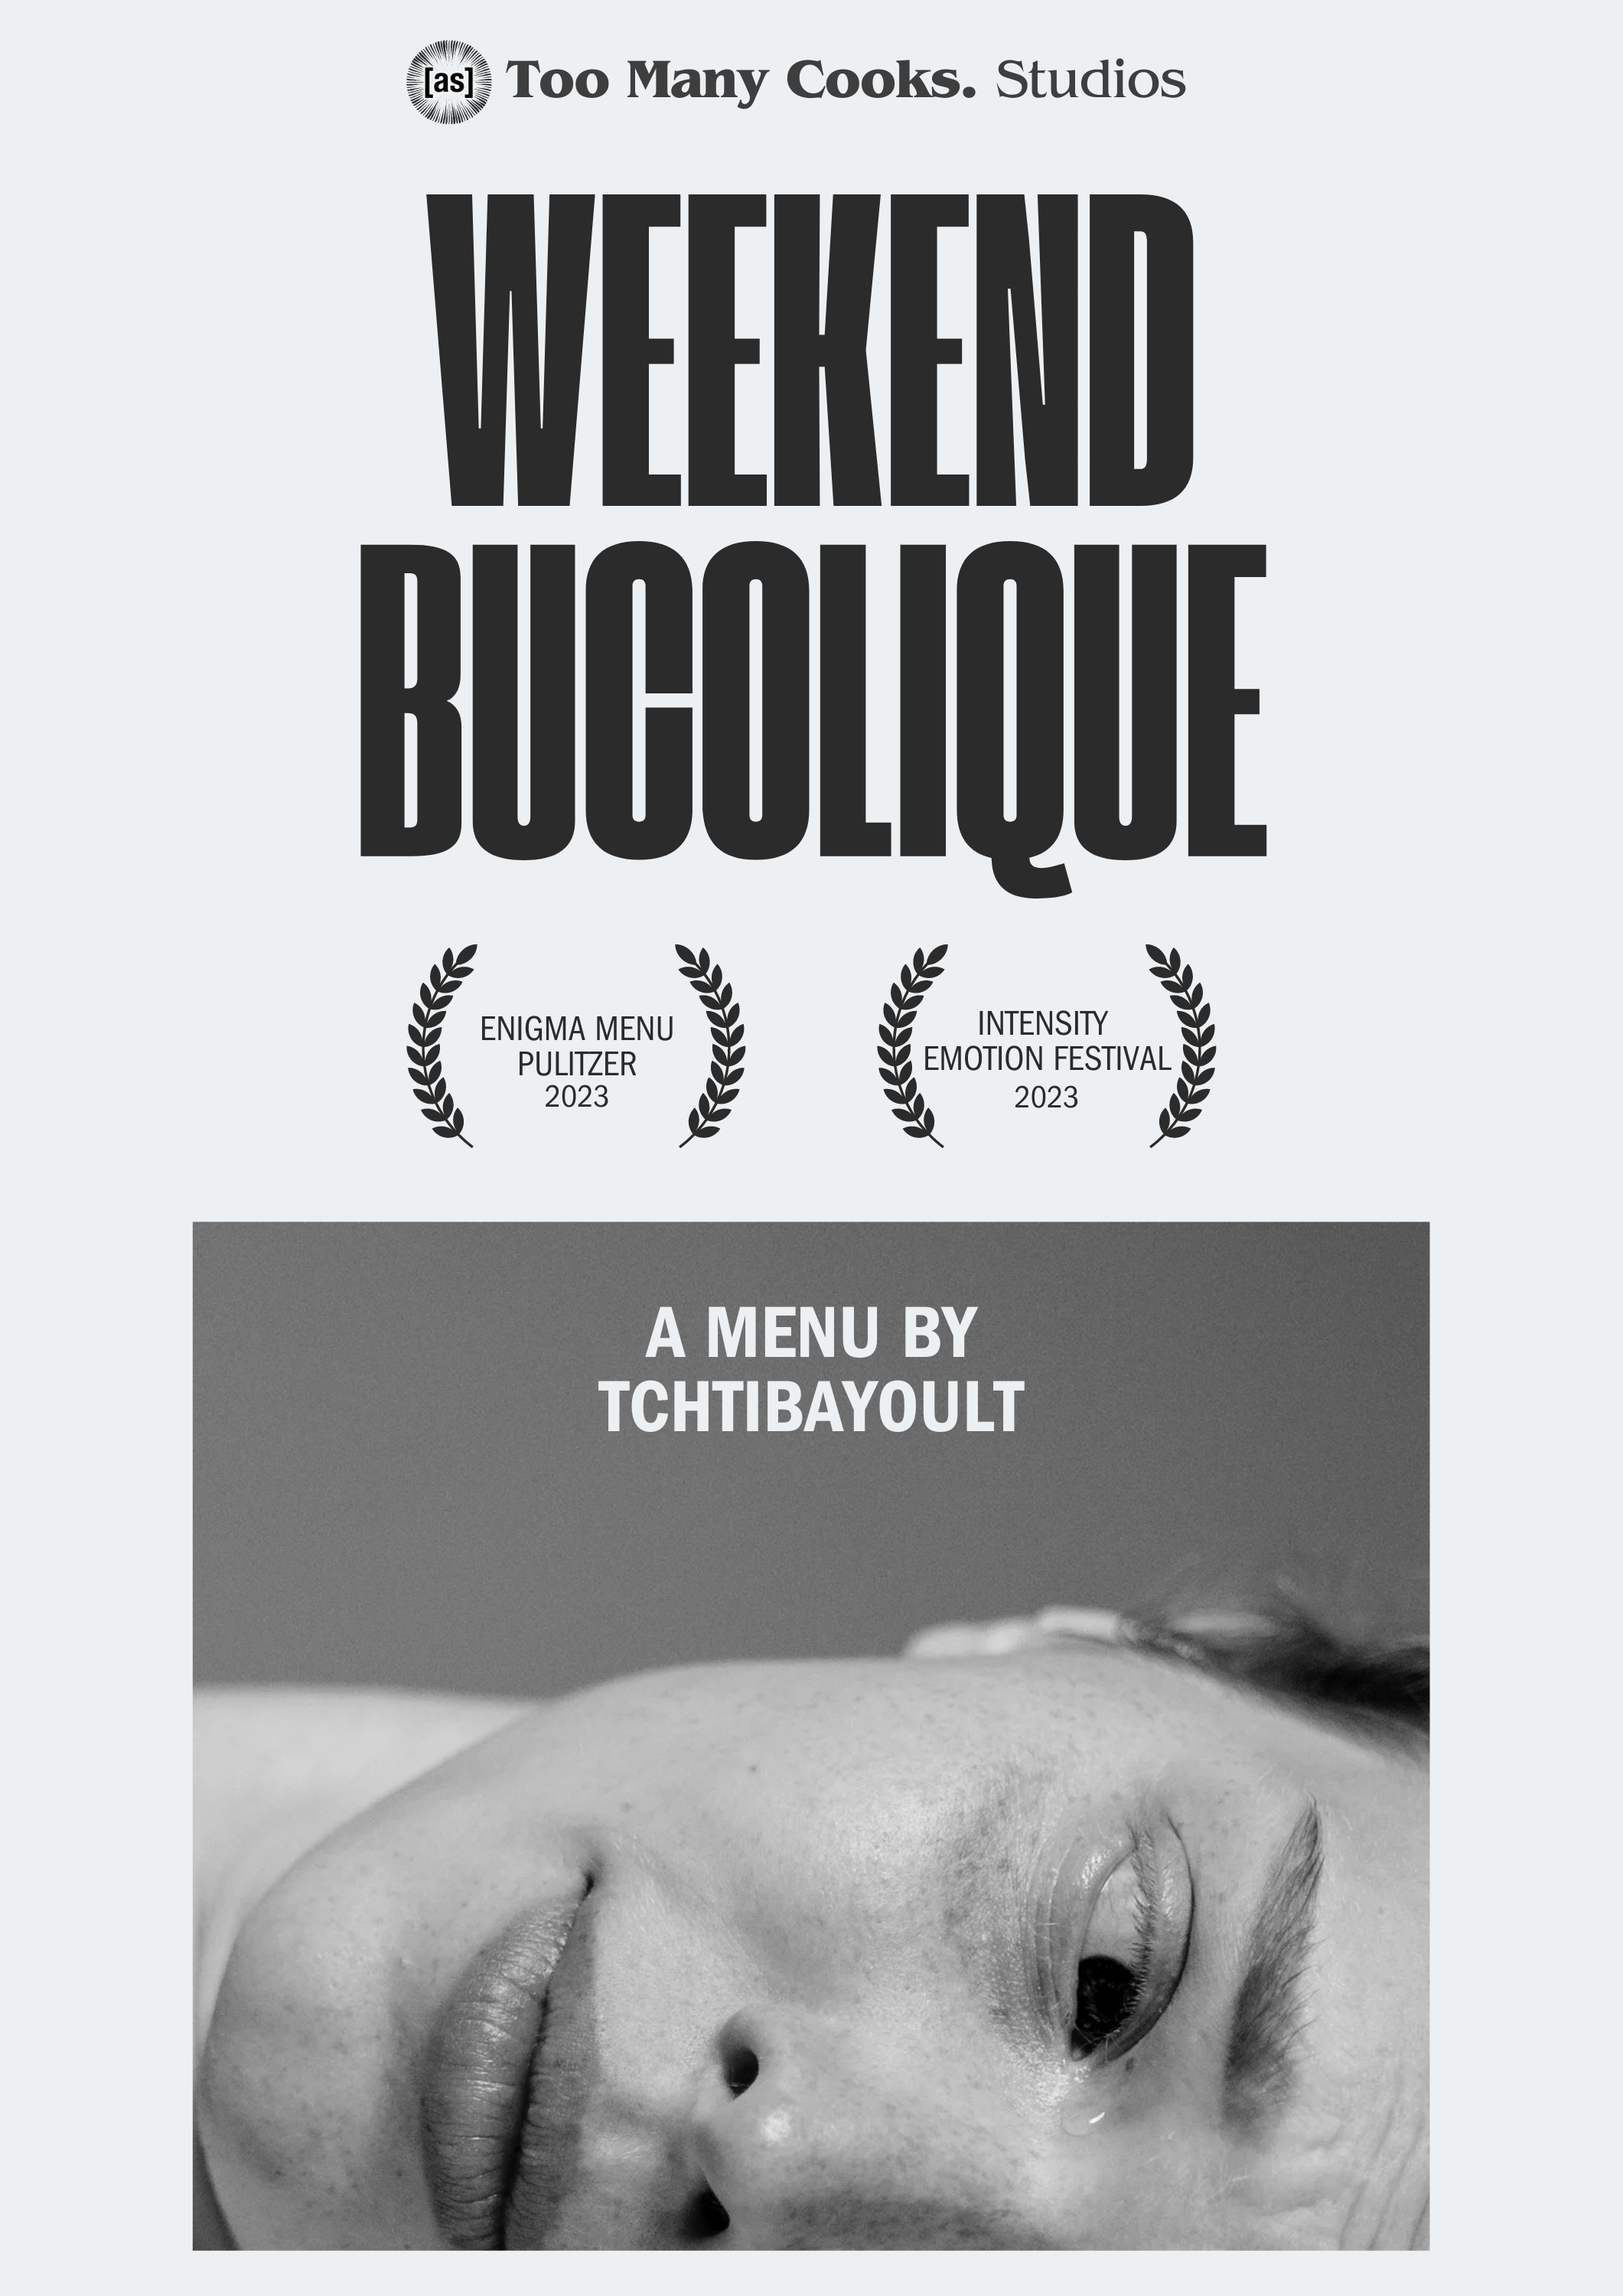 [as] Too Many Cooks. Studios
WEEKEND
BUCOLIQUE
ENIGMA MENU
PULITZER
2023
INTENSITY
EMOTION FESTIVAL
2023
A MENU BY
TCHTIBAYOULT